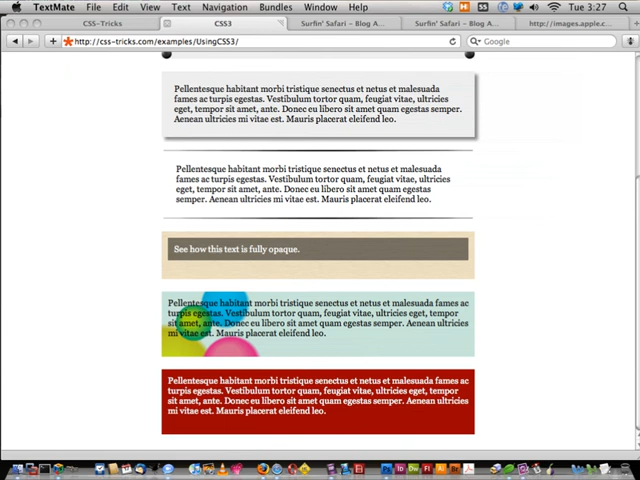 TextMate File Edit View Text Navigation Bundles Window Help Tue 3:27
CSS-Tricks CSS3 Surfin' Safari - Blog A... Surfin' Safari - Blog A... http://images.apple.c...
http://css-tricks.com/examples/UsingCSS3/ Google
Pellentesque habitant morbi tristique senectus et netus et malesuada
fames ac turpis egestas. Vestibulum tortor quam, feugiat vitae, ultricies
eget, tempor sit amet, ante. Donec eu libero sit amet quam egestas semper.
Aenean ultricies mi vitae est. Mauris placerat eleifend leo.
Pellentesque habitant morbi tristique senectus et netus et malesuada
fames ac turpis egestas. Vestibulum tortor quam, feugiat vitae, ultricies
eget, tempor sit amet, ante. Donec eu libero sit amet quam egestas
semper. Aenean ultricies mi vitae est. Mauris placerat eleifend leo.
See how this text is fully opaque.
Pellentesque habitant morbi tristique senectus et netus et malesuada fames ac
turpis egestas. Vestibulum tortor quam, feugiat vitae, ultricies eget, tempor
sit amet, ante. Donec eu libero sit amet quam egestas semper. Aenean ultricies
mi vitae est. Mauris placerat eleifend leo.
Pellentesque habitant morbi tristique senectus et netus et malesuada fames ac
turpis egestas. Vestibulum tortor quam, feugiat vitae, ultricies eget, tempor
sit amet, ante. Donec eu libero sit amet quam egestas semper. Aenean ultricies
mi vitae est. Mauris placerat eleifend leo.